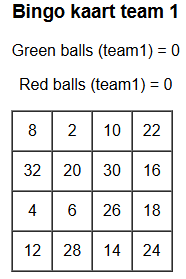 Bingo kaart team 1
Green balls (team1) = 0
Red balls (team1) = 0
8 2 10 22
32 20 30 16
4 6 26 18
12 28 14 24